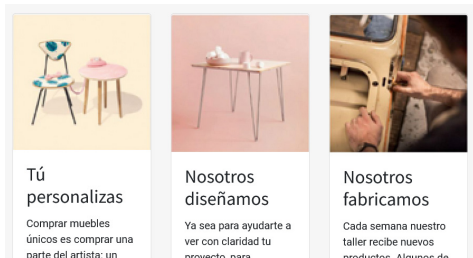 Tú
personalizas
Comprar muebles
únicos es comprar una
parte del artista: un
Nosotros
diseñamos
Ya sea para ayudarte a
ver con claridad tu
proyecto, para
Nosotros
fabricamos
Cada semana nuestro
taller recibe nuevos
productos. Algunos de